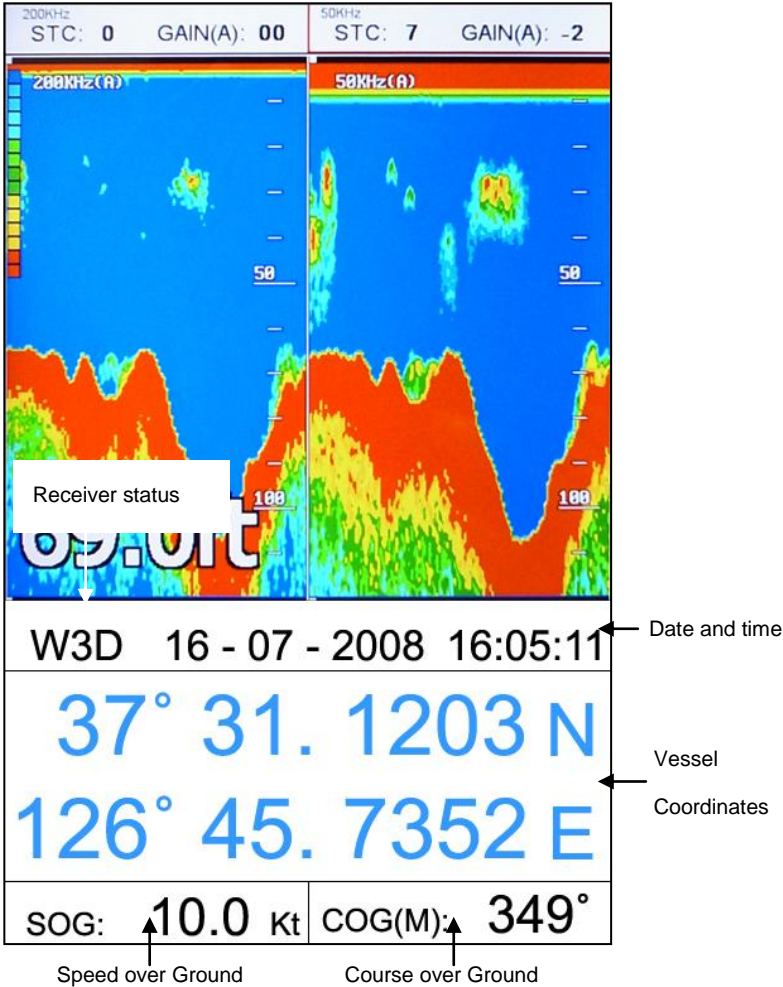 200KHz
STC: 0 GAIN(A): 00
50KHz
STC: 7 GAIN(A): -2
200KHz(A)
50KHz(A)
50
50
Receiver status
100
100
69.0ft
W3D 16 - 07 - 2008 16:05:11
Date and time
37° 31. 1203 N
126° 45. 7352 E
Vessel
Coordinates
SOG: 10.0 Kt
COG(M): 349°
Speed over Ground
Course over Ground